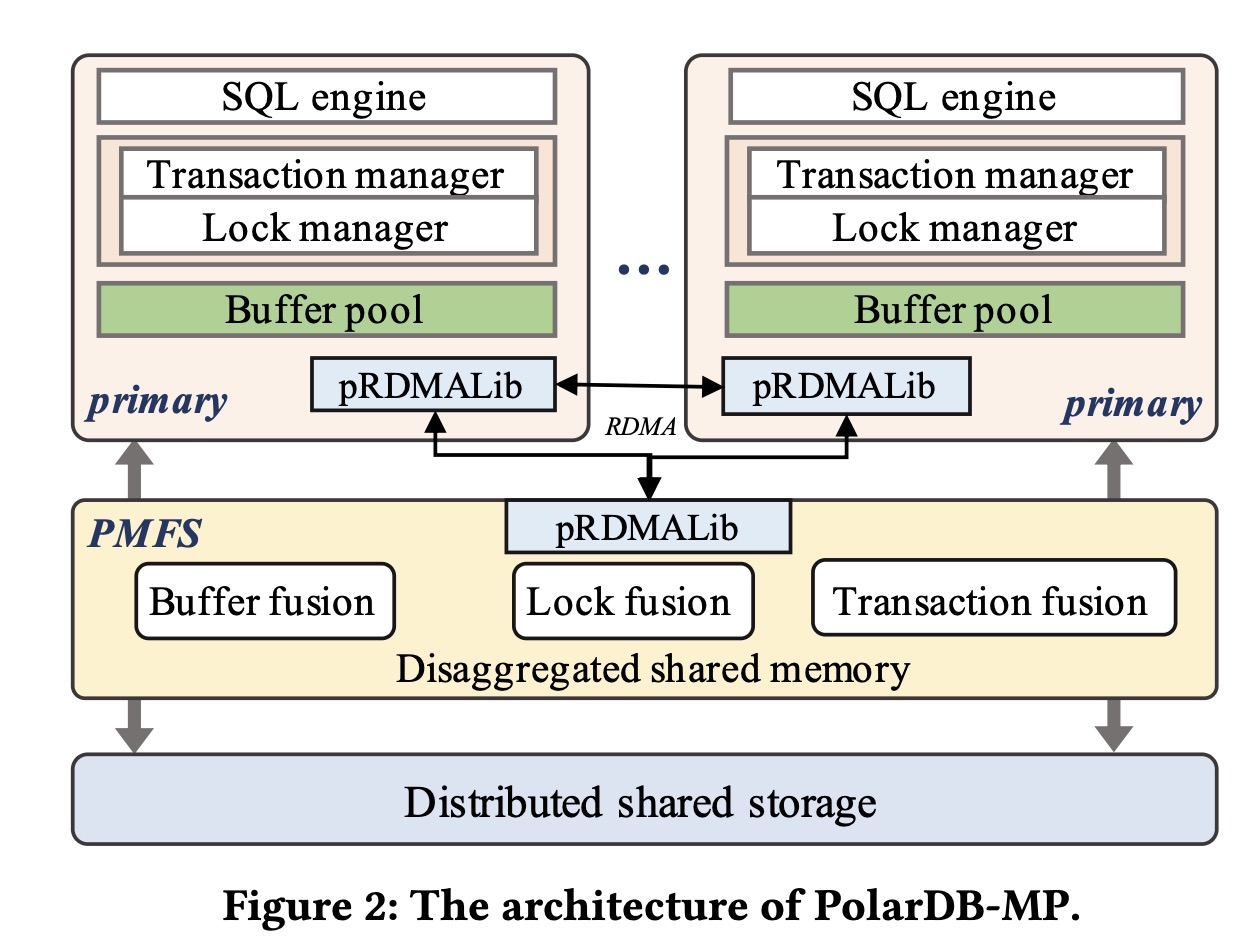 SQL engine
Transaction manager
Lock manager
Buffer pool
pRDMALib
primary
...
SQL engine
Transaction manager
Lock manager
Buffer pool
pRDMALib
primary
RDMA
PMFS
pRDMALib
Buffer fusion
Lock fusion
Transaction fusion
Disaggregated shared memory
Distributed shared storage
Figure 2: The architecture of PolarDB-MP.